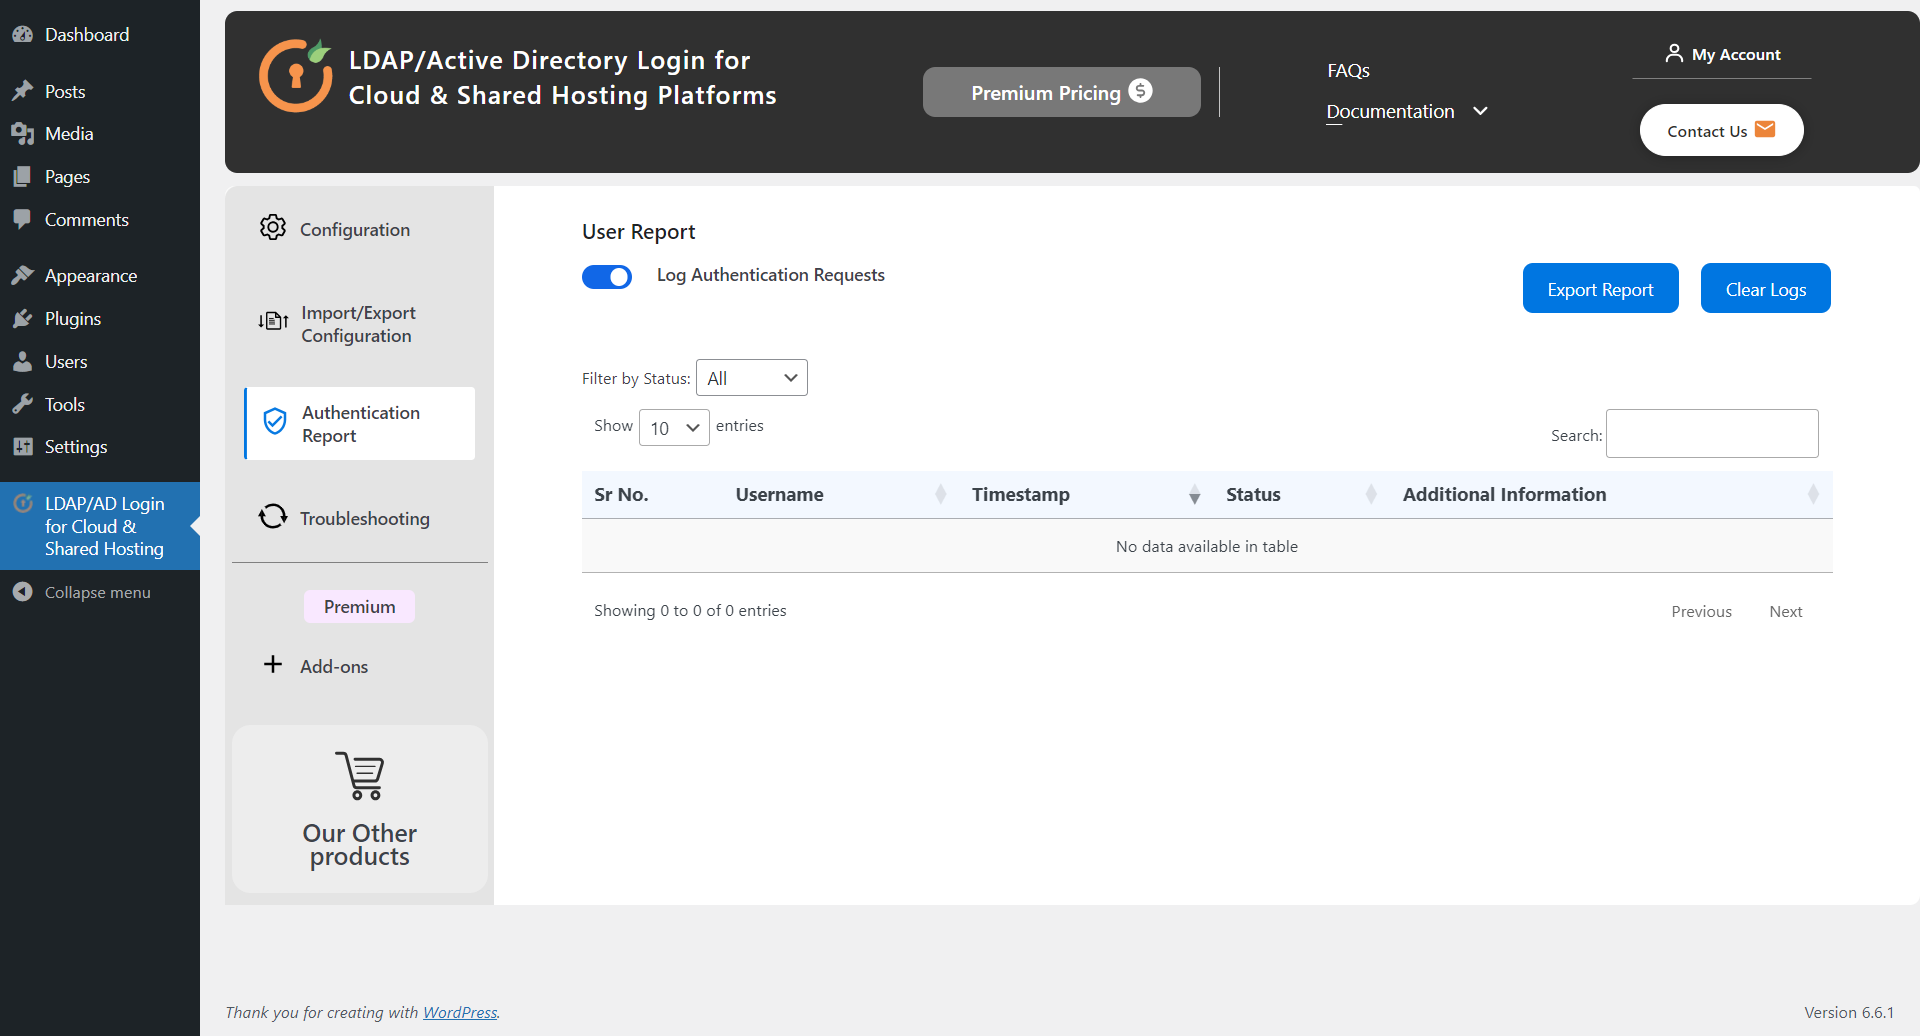 Dashboard
Posts
Media
Pages
Comments
Appearance
Plugins
Users
Tools
Settings
LDAP/AD Login
for Cloud &
Shared Hosting
Collapse menu
LDAP/Active Directory Login for
Cloud & Shared Hosting Platforms
Premium Pricing $
FAQs
Documentation
My Account
Contact Us
Configuration
Import/Export
Configuration
Authentication
Report
Troubleshooting
Premium
Add-ons
Our Other
products
User Report
Log Authentication Requests
Export Report
Clear Logs
Filter by Status: All
Show 10 entries
Search:
Sr No. Username Timestamp Status Additional Information
No data available in table
Showing 0 to 0 of 0 entries
Previous Next
Thank you for creating with WordPress.
Version 6.6.1